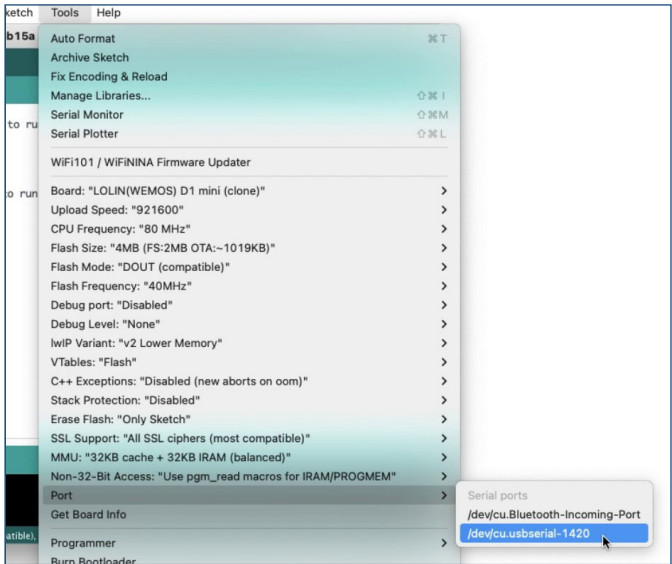 ketch Tools Help
b15a
to ru
to run
atible),
Auto Format ⌘T
Archive Sketch
Fix Encoding & Reload
Manage Libraries... ⇧⌘I
Serial Monitor ⇧⌘M
Serial Plotter ⇧⌘L
WiFi101 / WiFiNINA Firmware Updater
Board: "LOLIN(WEMOS) D1 mini (clone)" >
Upload Speed: "921600" >
CPU Frequency: "80 MHz" >
Flash Size: "4MB (FS:2MB OTA:~1019KB)" >
Flash Mode: "DOUT (compatible)" >
Flash Frequency: "40MHz" >
Debug port: "Disabled" >
Debug Level: "None" >
lwIP Variant: "v2 Lower Memory" >
VTables: "Flash" >
C++ Exceptions: "Disabled (new aborts on oom)" >
Stack Protection: "Disabled" >
Erase Flash: "Only Sketch" >
SSL Support: "All SSL ciphers (most compatible)" >
MMU: "32KB cache + 32KB IRAM (balanced)" >
Non-32-Bit Access: "Use pgm_read macros for IRAM/PROGMEM" >
Port >
Get Board Info
Programmer >
Burn Bootloader
Serial ports
/dev/cu.Bluetooth-Incoming-Port
/dev/cu.usbserial-1420